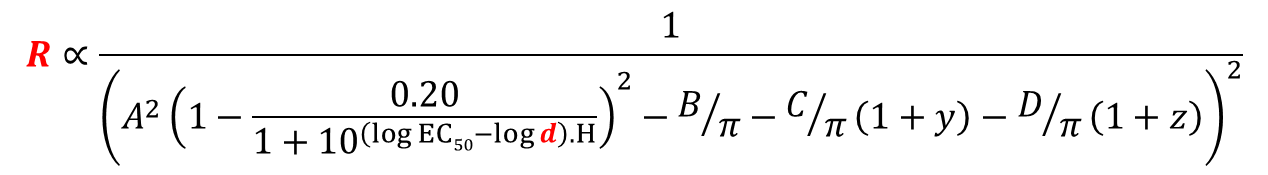 R ∝ 1 / (A² (1 − 0.20 / (1 + 10^((log EC₅₀−log d).H)))² − B/π − C/π (1 + y) − D/π (1 + z))²